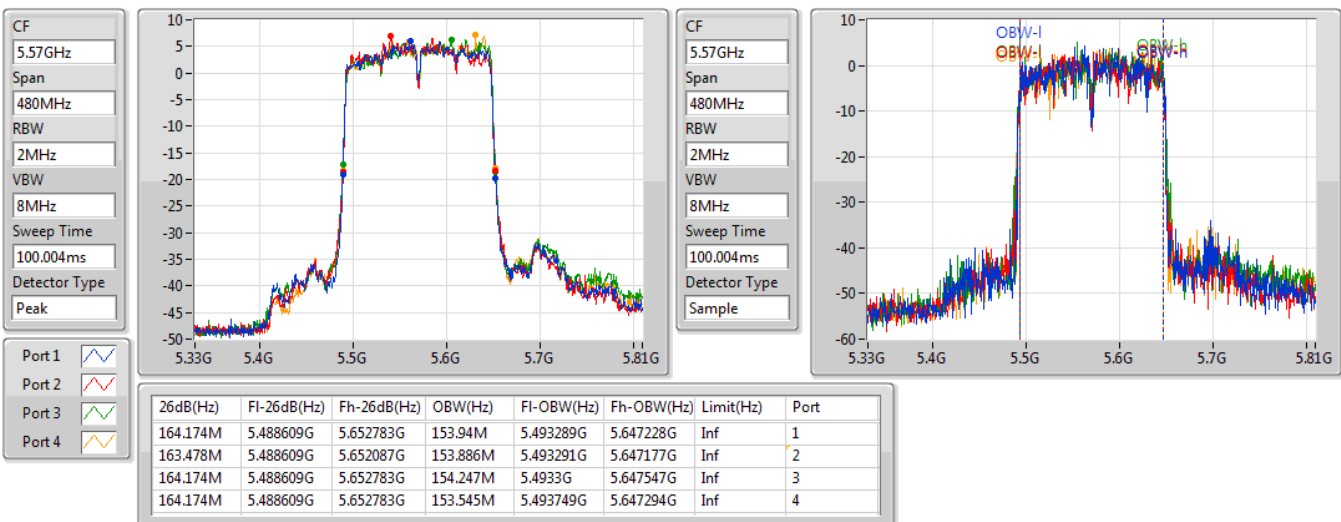 CF
5.57GHz
Span
480MHz
RBW
2MHz
VBW
8MHz
Sweep Time
100.004ms
Detector Type
Peak
10
5
0
-5
-10
-15
-20
-25
-30
-35
-40
-45
-50
5.33G 5.4G 5.5G 5.6G 5.7G 5.81G
CF
5.57GHz
Span
480MHz
RBW
2MHz
VBW
8MHz
Sweep Time
100.004ms
Detector Type
Sample
10
0
-10
-20
-30
-40
-50
-60
OBW-l
OBW-l
OBW-h
OBW-h
5.33G 5.4G 5.5G 5.6G 5.7G 5.81G
Port 1
Port 2
Port 3
Port 4
26dB(Hz) Fl-26dB(Hz) Fh-26dB(Hz) OBW(Hz) Fl-OBW(Hz) Fh-OBW(Hz) Limit(Hz) Port
164.174M 5.488609G 5.652783G 153.94M 5.493289G 5.647228G Inf 1
163.478M 5.488609G 5.652087G 153.886M 5.493291G 5.647177G Inf 2
164.174M 5.488609G 5.652783G 154.247M 5.4933G 5.647547G Inf 3
164.174M 5.488609G 5.652783G 153.545M 5.493749G 5.647294G Inf 4